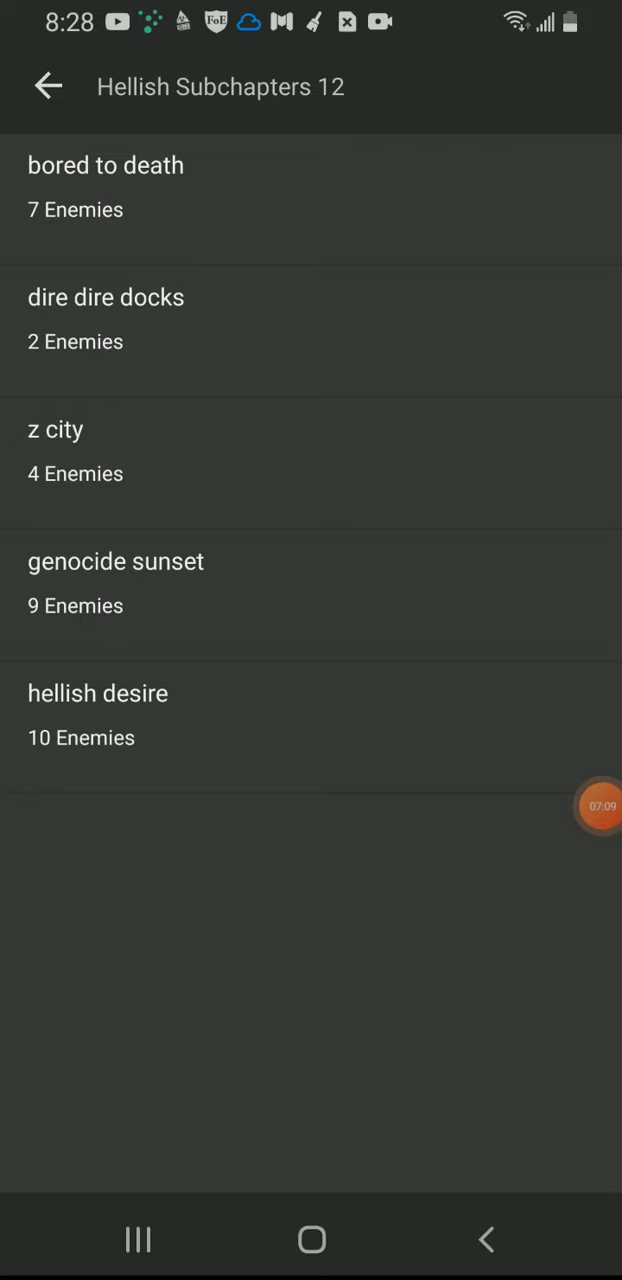 8:28 FoE
Hellish Subchapters 12
bored to death
7 Enemies
dire dire docks
2 Enemies
z city
4 Enemies
genocide sunset
9 Enemies
hellish desire
10 Enemies
07:09